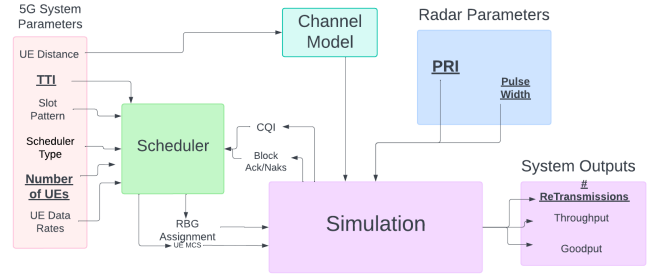 5G System
Parameters
UE Distance
TTI
Slot
Pattern
Scheduler
Type
Number
of UEs
UE Data
Rates
Scheduler
Channel
Model
Radar Parameters
PRI
Pulse
Width
CQI
Block
Ack/Naks
RBG
Assignment
UE MCS
Simulation
System Outputs
#
ReTransmissions
Throughput
Goodput